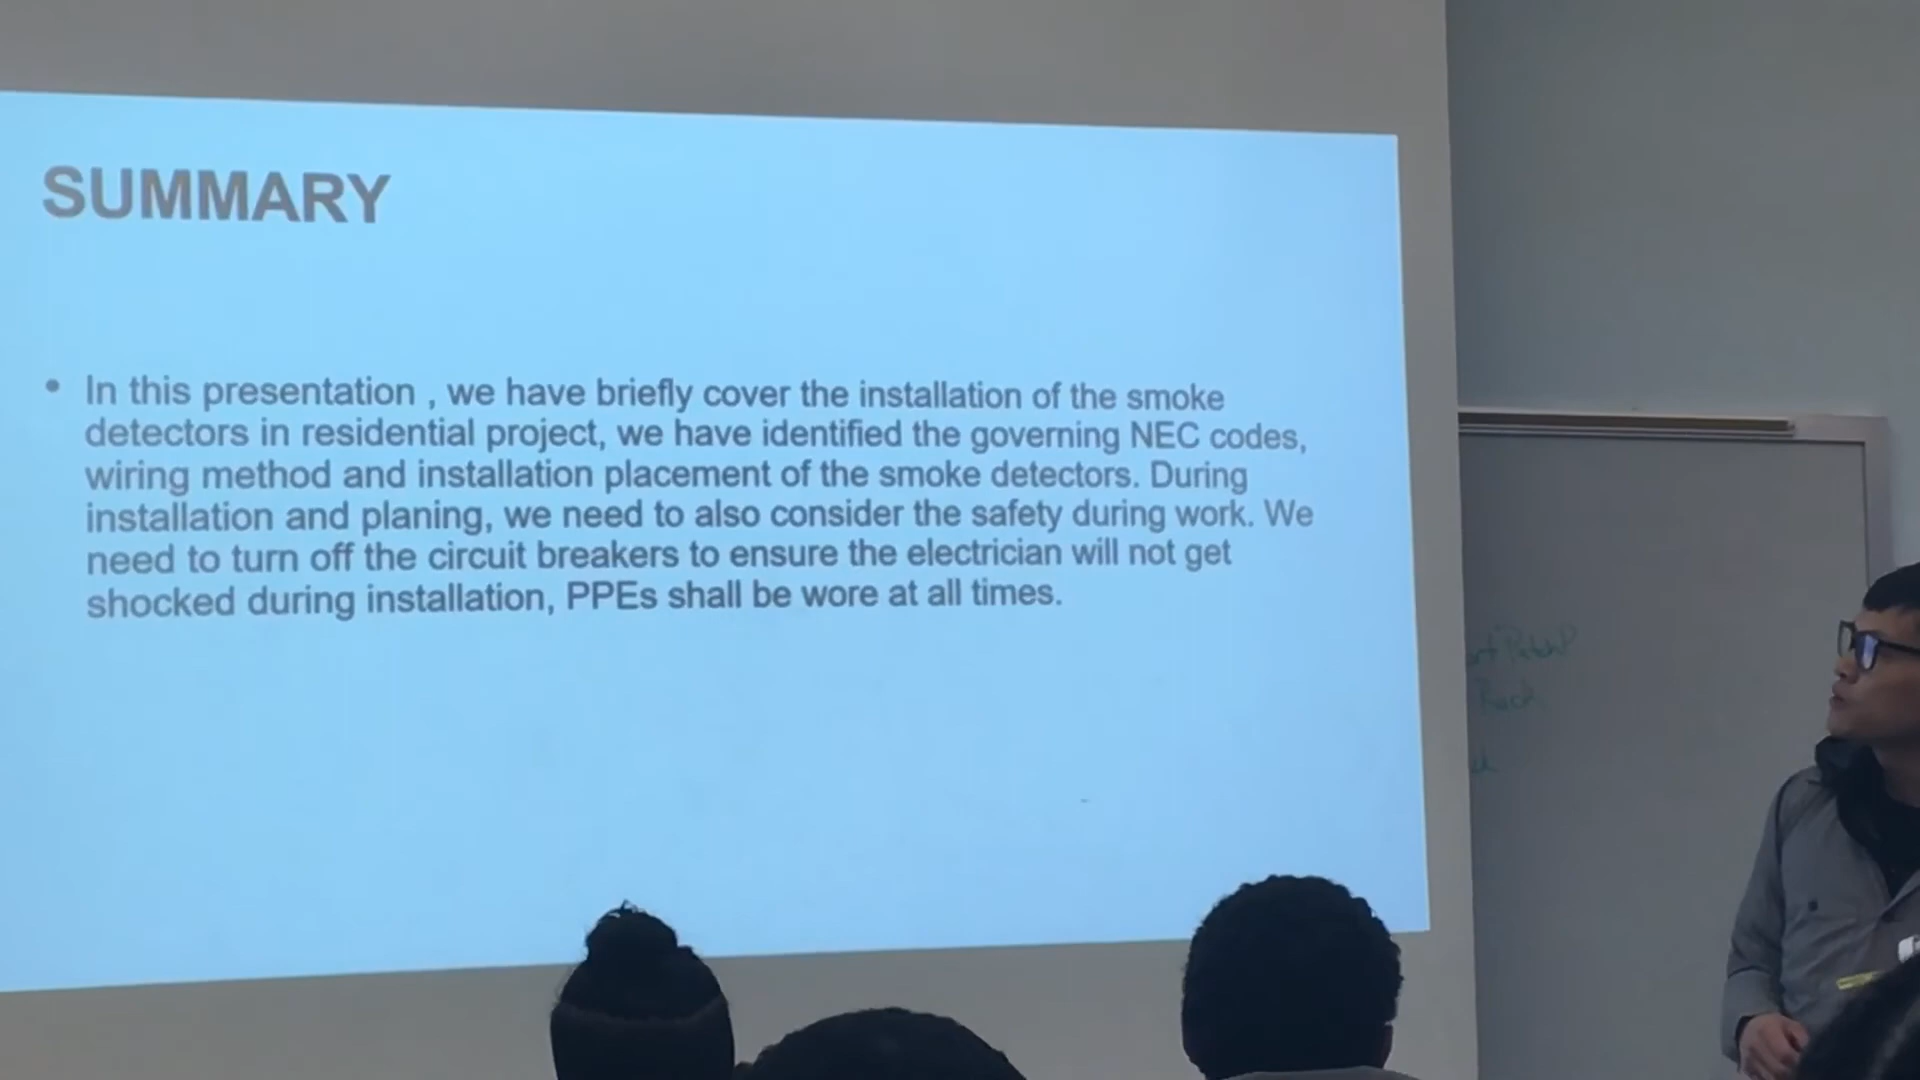 SUMMARY
• In this presentation , we have briefly cover the installation of the smoke
detectors in residential project, we have identified the governing NEC codes,
wiring method and installation placement of the smoke detectors. During
installation and planing, we need to also consider the safety during work. We
need to turn off the circuit breakers to ensure the electrician will not get
shocked during installation, PPEs shall be wore at all times.
Rack